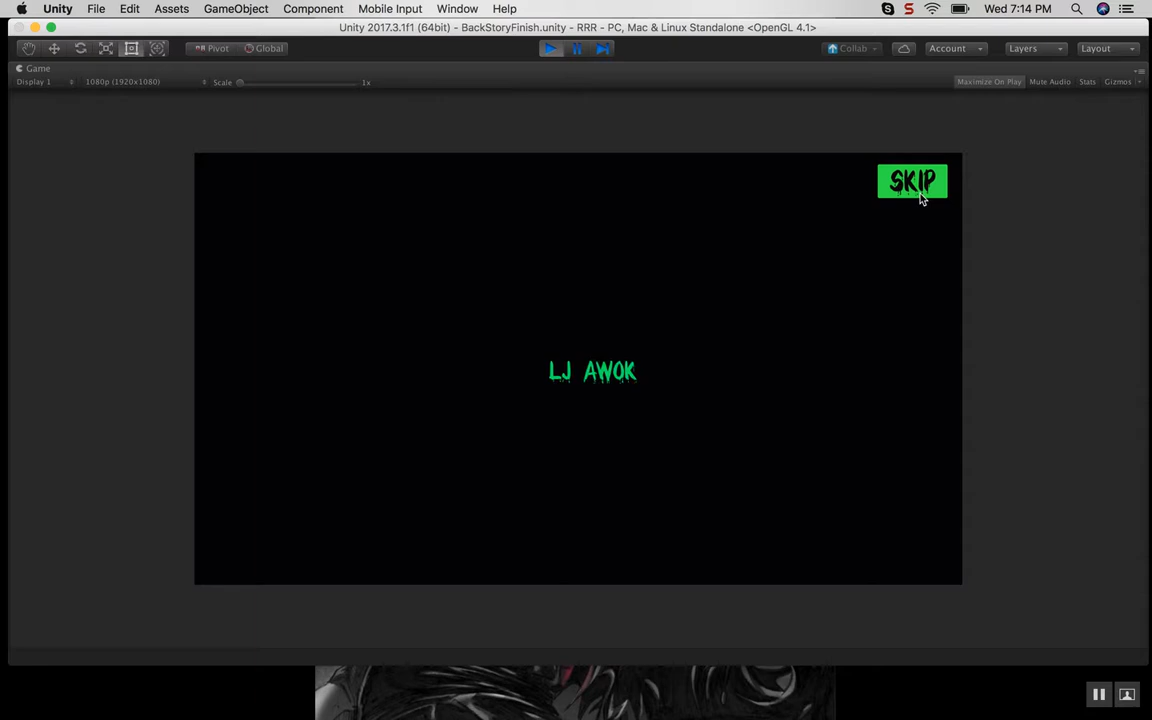 Unity File Edit Assets GameObject Component Mobile Input Window Help S S Wed 7:14 PM
Unity 2017.3.1f1 (64bit) - BackStoryFinish.unity - RRR - PC, Mac & Linux Standalone <OpenGL 4.1>
Pivot Global Collab Account Layers Layout
Game
Display 1 1080p (1920x1080) Scale 1x Maximize On Play Mute Audio Stats Gizmos
SKIP
LJ AWOK